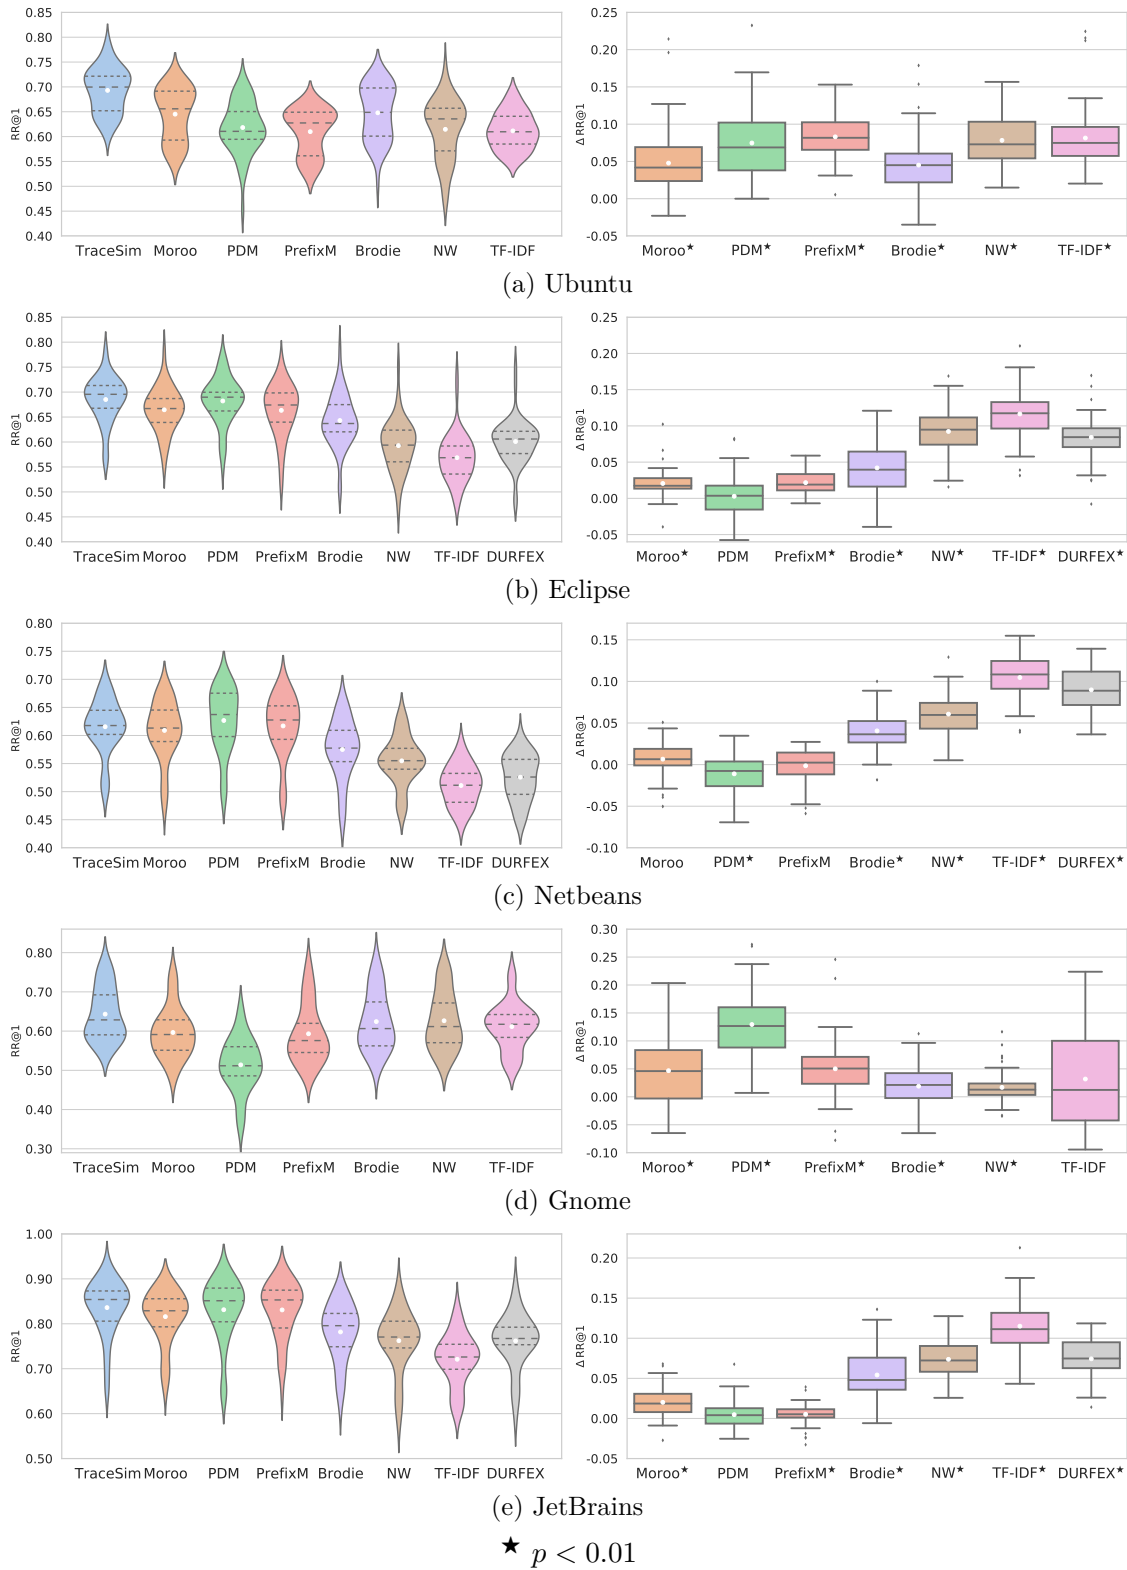 0.85
0.80
0.75
0.70
0.65
0.60
0.55
0.50
0.45
0.40
RR@1
TraceSim Moroo PDM PrefixM Brodie NW TF-IDF
0.25
0.20
0.15
0.10
0.05
0.00
-0.05
Δ RR@1
Moroo★ PDM★ PrefixM★ Brodie★ NW★ TF-IDF★
(a) Ubuntu
0.85
0.80
0.75
0.70
0.65
0.60
0.55
0.50
0.45
0.40
RR@1
TraceSim Moroo PDM PrefixM Brodie NW TF-IDF DURFEX
0.25
0.20
0.15
0.10
0.05
0.00
-0.05
Δ RR@1
Moroo★ PDM PrefixM★ Brodie★ NW★ TF-IDF★ DURFEX★
(b) Eclipse
0.80
0.75
0.70
0.65
0.60
0.55
0.50
0.45
0.40
RR@1
TraceSim Moroo PDM PrefixM Brodie NW TF-IDF DURFEX
0.15
0.10
0.05
0.00
-0.05
-0.10
Δ RR@1
Moroo PDM★ PrefixM Brodie★ NW★ TF-IDF★ DURFEX★
(c) Netbeans
0.80
0.70
0.60
0.50
0.40
0.30
RR@1
TraceSim Moroo PDM PrefixM Brodie NW TF-IDF
0.30
0.25
0.20
0.15
0.10
0.05
0.00
-0.05
-0.10
Δ RR@1
Moroo★ PDM★ PrefixM★ Brodie★ NW★ TF-IDF
(d) Gnome
1.00
0.90
0.80
0.70
0.60
0.50
RR@1
TraceSim Moroo PDM PrefixM Brodie NW TF-IDF DURFEX
0.20
0.15
0.10
0.05
0.00
-0.05
Δ RR@1
Moroo★ PDM PrefixM★ Brodie★ NW★ TF-IDF★ DURFEX★
(e) JetBrains
★ p < 0.01